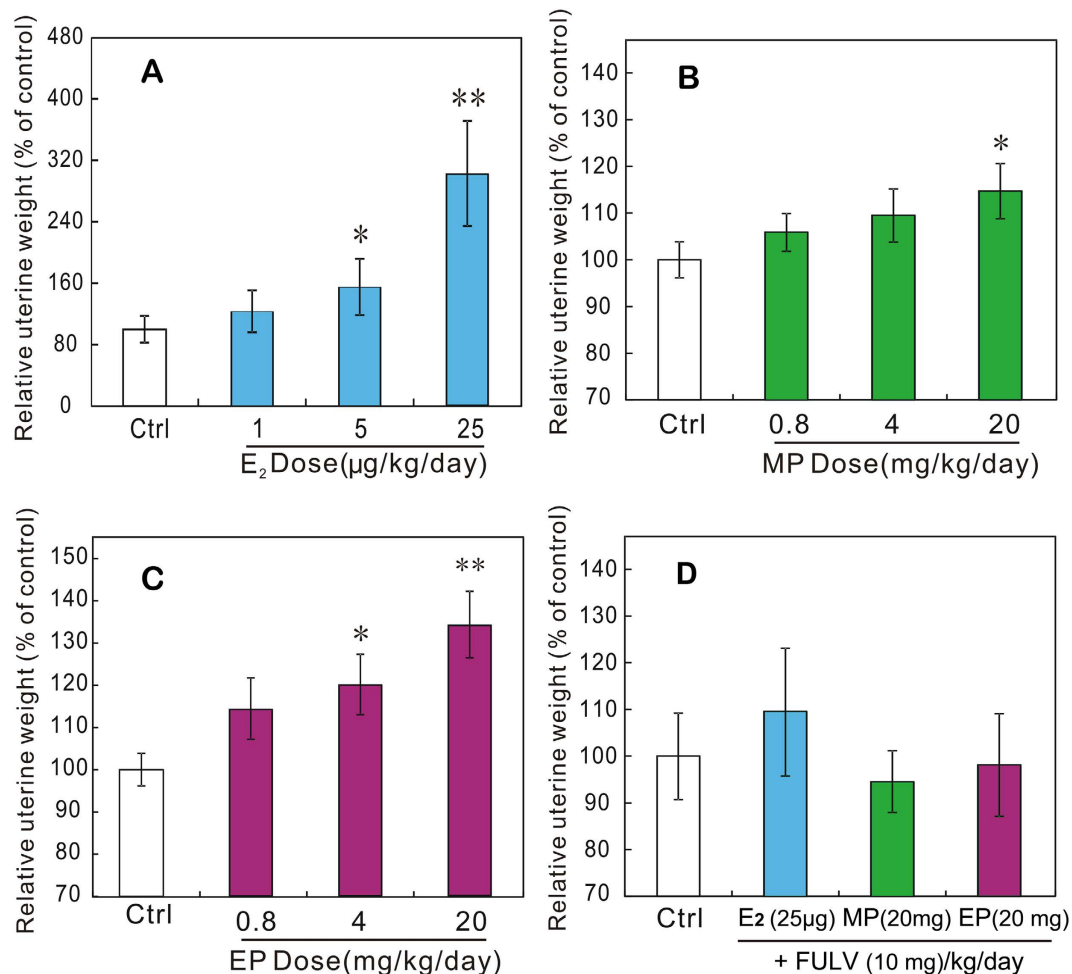 Relative uterine weight (% of control)
480
400
320
240
160
80
0
A
*
**
Ctrl
1
5
25
E₂ Dose(µg/kg/day)
Relative uterine weight (% of control)
140
130
120
110
100
90
80
70
B
*
Ctrl
0.8
4
20
MP Dose(mg/kg/day)
Relative uterine weight (% of control)
150
140
130
120
110
100
90
80
70
C
*
**
Ctrl
0.8
4
20
EP Dose(mg/kg/day)
Relative uterine weight (% of control)
140
130
120
110
100
90
80
70
D
Ctrl
E2 (25µg) MP(20mg) EP(20 mg)
+ FULV (10 mg)/kg/day